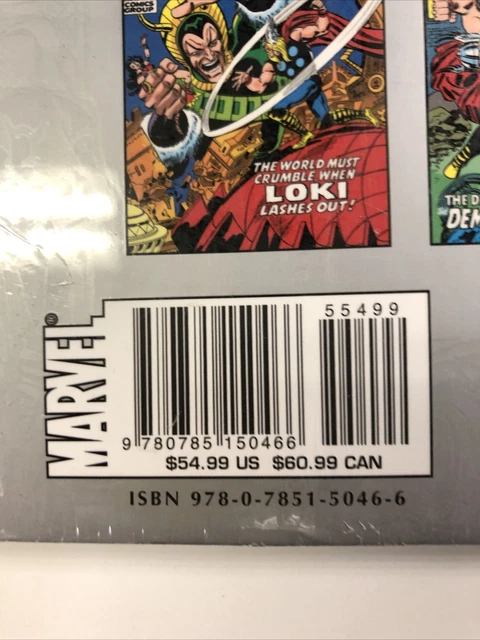 COMICS
GROUP
THE WORLD MUST
CRUMBLE WHEN
LOKI
LASHES OUT!
THE
MARVEL®
55499
9 780785 150466
$54.99 US $60.99 CAN
ISBN 978-0-7851-5046-6